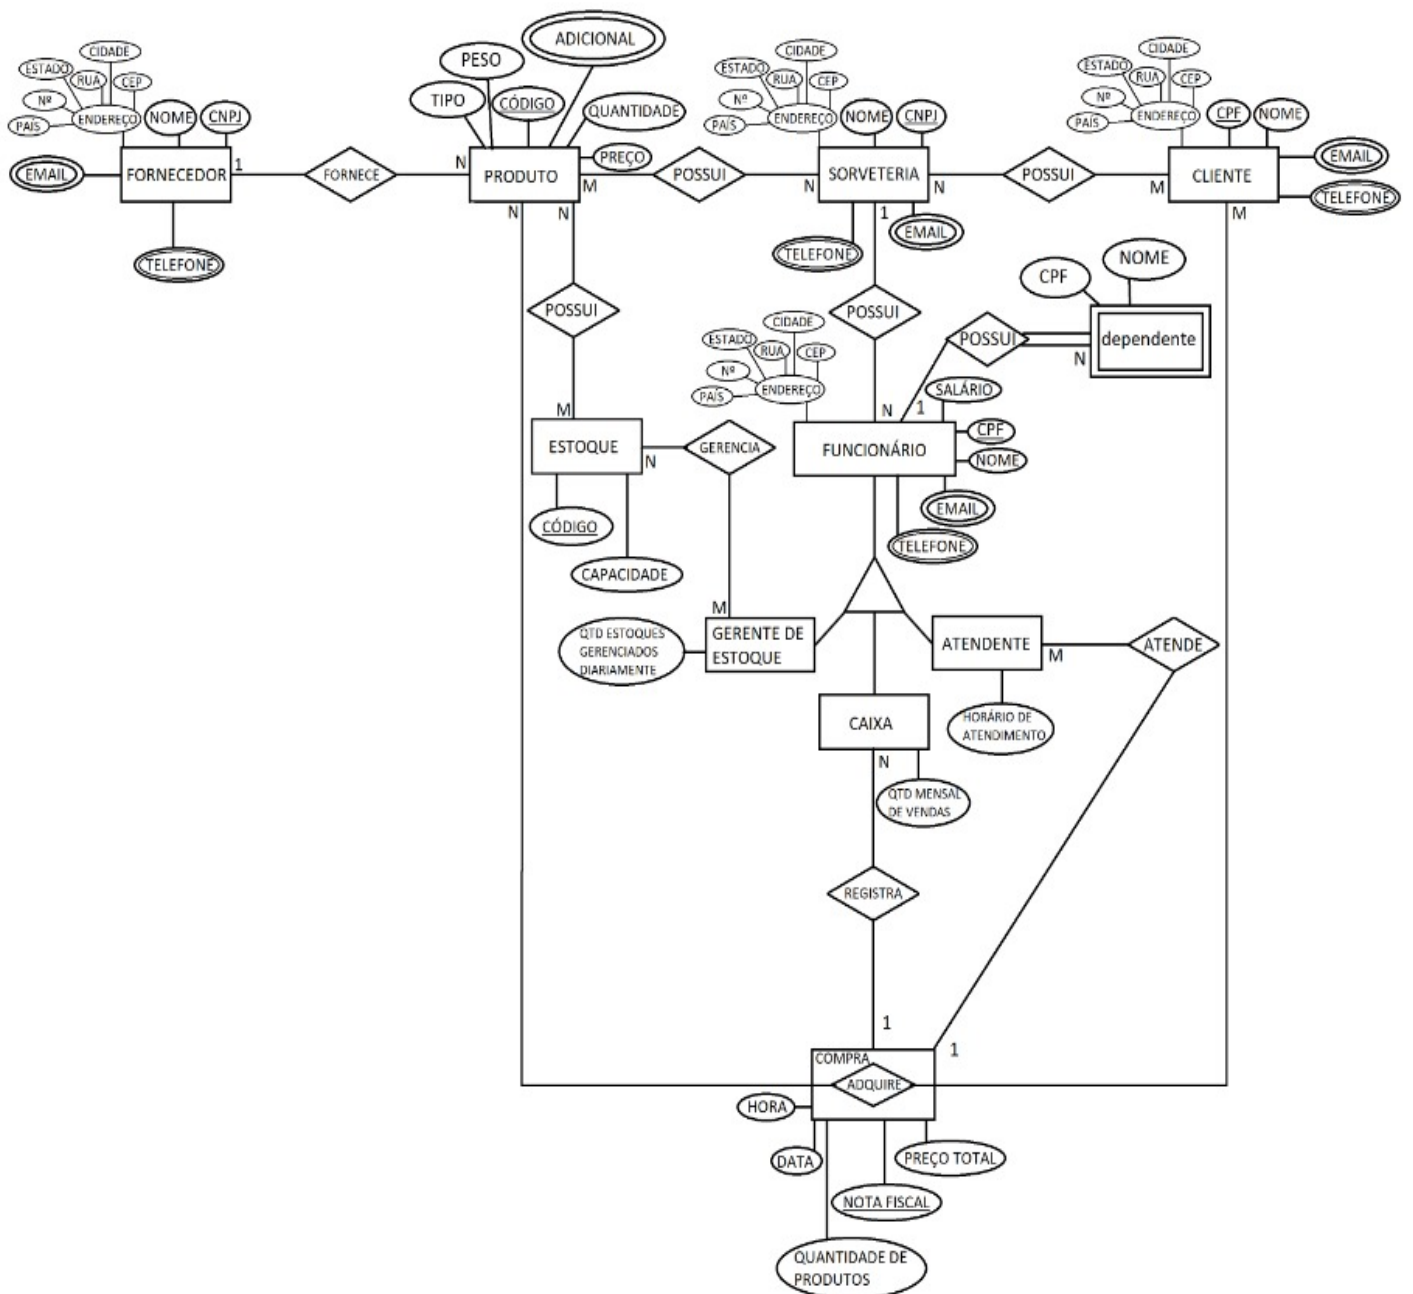 CIDADE
ESTADO
RUA
CEP
Nº
ENDEREÇO
PAÍS
NOME
CNPJ
EMAIL
FORNECEDOR
1
TELEFONE
FORNECE
N
ADICIONAL
PESO
TIPO
CÓDIGO
QUANTIDADE
PREÇO
PRODUTO
M
N
N
POSSUI
CIDADE
ESTADO
RUA
CEP
Nº
ENDEREÇO
PAÍS
NOME
CNPJ
N
SORVETERIA
N
1
EMAIL
TELEFONE
POSSUI
CIDADE
ESTADO
RUA
CEP
Nº
ENDEREÇO
PAÍS
CPF
NOME
EMAIL
TELEFONE
M
CLIENTE
M
POSSUI
M
ESTOQUE
N
CÓDIGO
CAPACIDADE
GERENCIA
M
POSSUI
N
CIDADE
ESTADO
RUA
CEP
Nº
ENDEREÇO
PAÍS
FUNCIONÁRIO
1
SALÁRIO
CPF
NOME
EMAIL
TELEFONE
POSSUI
N
CPF
NOME
dependente
QTD ESTOQUES
GERENCIADOS
DIARIAMENTE
GERENTE DE
ESTOQUE
ATENDENTE
M
ATENDE
HORÁRIO DE
ATENDIMENTO
CAIXA
N
QTD MENSAL
DE VENDAS
REGISTRA
1
1
COMPRA
ADQUIRE
HORA
DATA
PREÇO TOTAL
NOTA FISCAL
QUANTIDADE DE
PRODUTOS